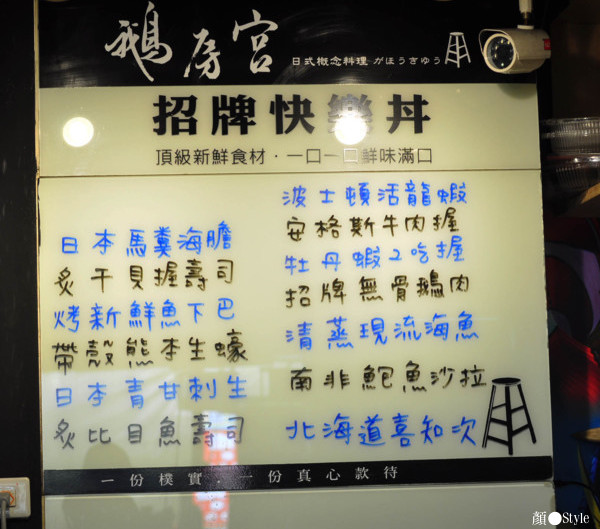 鵝房宮
日式概念料理 がほうきゆう
招牌快樂丼
頂級新鮮食材・一口一口鮮味滿口
日本馬糞海膽
炙干貝握壽司
烤新鮮魚下巴
帶殼熊本生蠔
日本青甘刺生
炙比目魚壽司
波士頓活龍蝦
安格斯牛肉握
牡丹蝦2吃握
招牌無骨鵝肉
清蒸現流海魚
南非鮑魚沙拉
北海道喜知次
一份樸實・一份真心款待
顏●Style